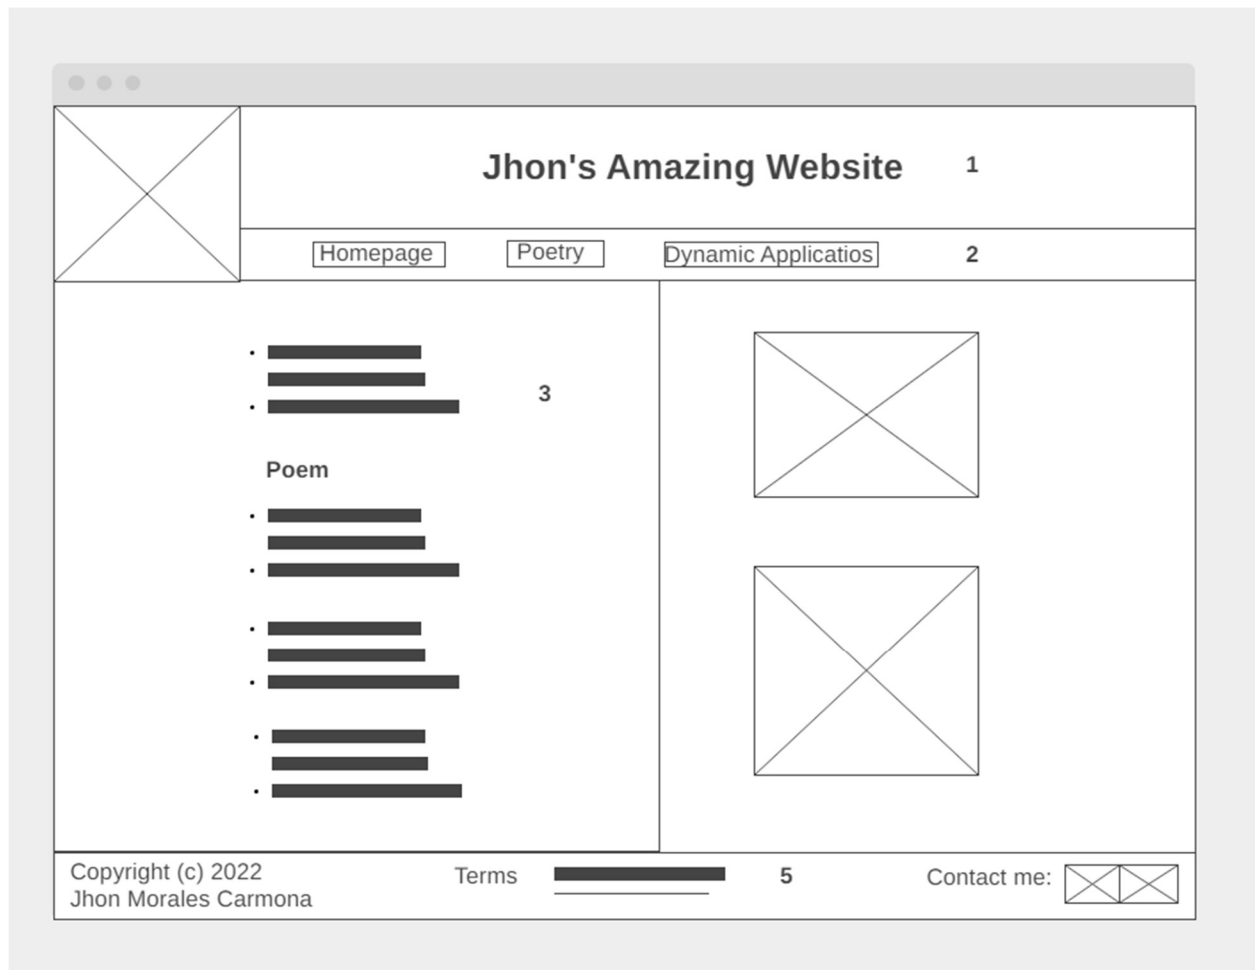 Jhon's Amazing Website 1
Homepage Poetry Dynamic Applicatios 2
3
Poem
Copyright (c) 2022
Jhon Morales Carmona
Terms 5 Contact me: